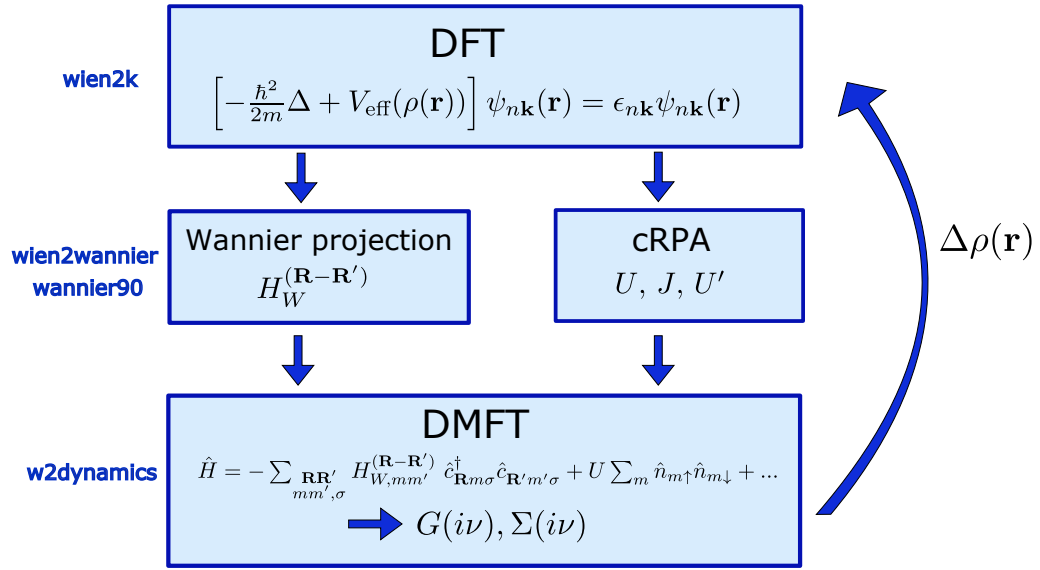 DFT
wien2k
[−ℏ²/2m Δ + V_eff(ρ(𝐫))] ψ_n𝐤(𝐫) = ϵ_n𝐤 ψ_n𝐤(𝐫)
Wannier projection
H_W^(𝐑−𝐑′)
wien2wannier
wannier90
cRPA
U, J, U′
Δρ(𝐫)
DMFT
w2dynamics
Ĥ = −∑_{𝐑𝐑′ mm′,σ} H_{W,mm′}^(𝐑−𝐑′) ĉ†_{𝐑mσ} ĉ_{𝐑′m′σ} + U ∑_m n̂_{m↑} n̂_{m↓} + ...
G(iν), Σ(iν)